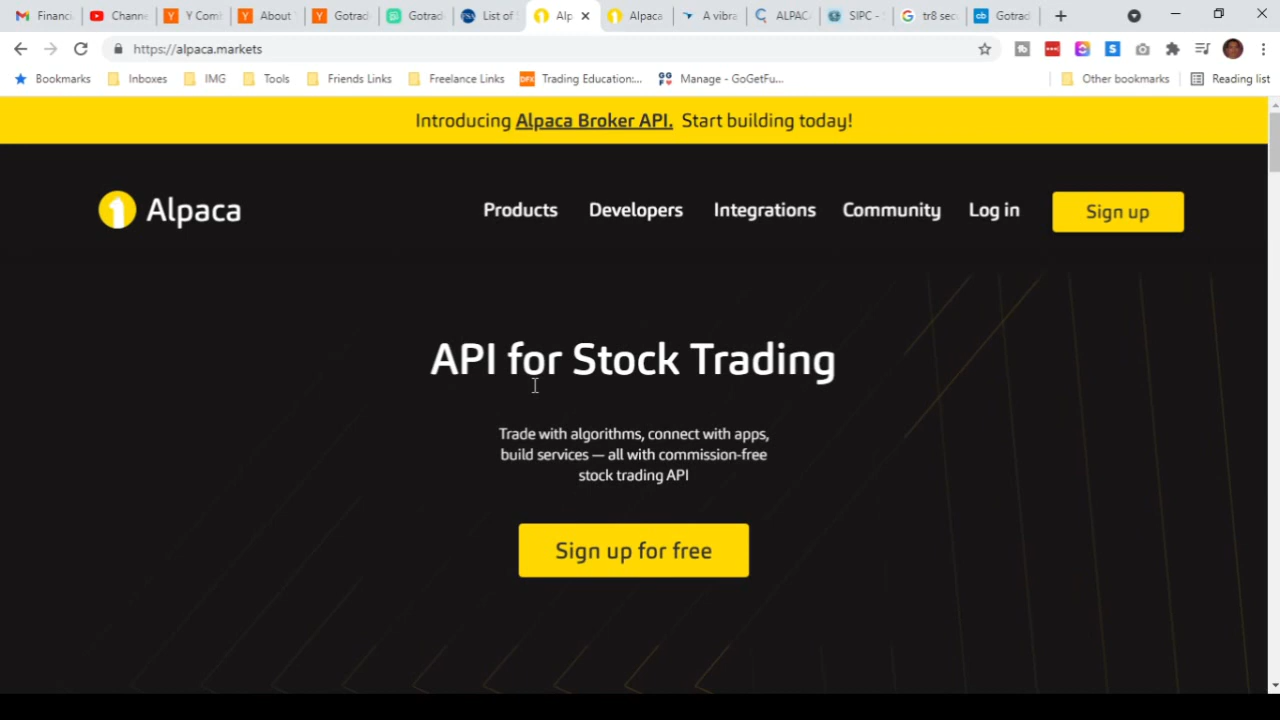 Financ
Chann
Y Com
About
Gotrad
Gotrad
List of
Alp
Alpaca
A vibra
ALPAC
SIPC -
tr8 sec
Gotrad
https://alpaca.markets
Bookmarks
Inboxes
IMG
Tools
Friends Links
Freelance Links
Trading Education:...
Manage - GoGetFu...
Other bookmarks
Reading list
Introducing Alpaca Broker API. Start building today!
Alpaca
Products
Developers
Integrations
Community
Log in
Sign up
API for Stock Trading
Trade with algorithms, connect with apps,
build services — all with commission-free
stock trading API
Sign up for free